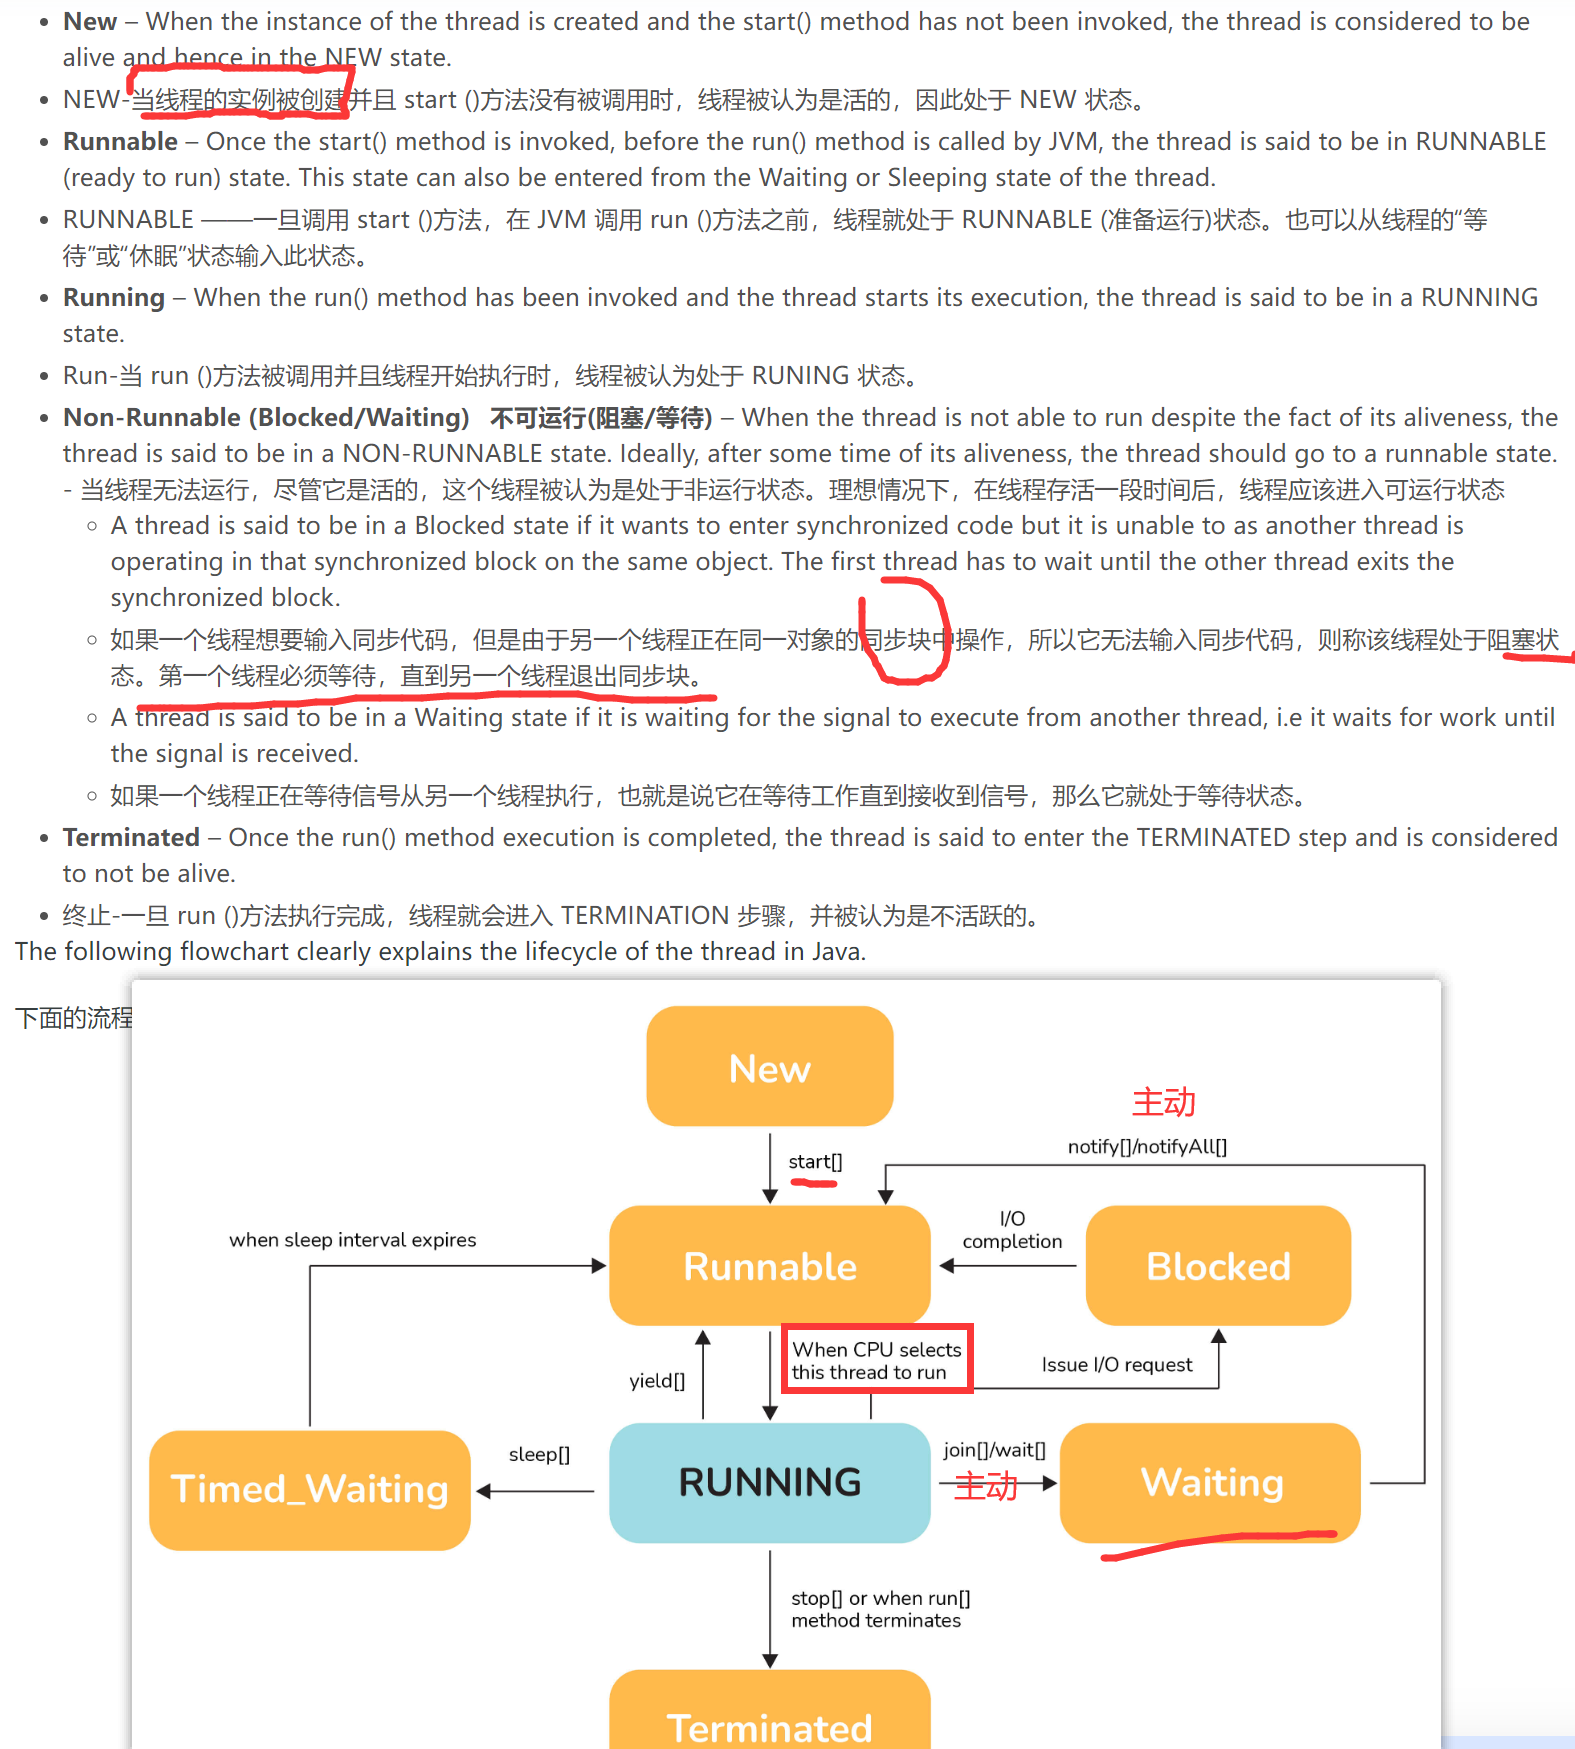 New – When the instance of the thread is created and the start() method has not been invoked, the thread is considered to be
alive and hence in the NEW state.
NEW-当线程的实例被创建并且 start ()方法没有被调用时，线程被认为是活的，因此处于 NEW 状态。
Runnable – Once the start() method is invoked, before the run() method is called by JVM, the thread is said to be in RUNNABLE
(ready to run) state. This state can also be entered from the Waiting or Sleeping state of the thread.
RUNNABLE ——一旦调用 start ()方法，在 JVM 调用 run ()方法之前，线程就处于 RUNNABLE (准备运行)状态。也可以从线程的“等
待”或“休眠”状态输入此状态。
Running – When the run() method has been invoked and the thread starts its execution, the thread is said to be in a RUNNING
state.
Run-当 run ()方法被调用并且线程开始执行时，线程被认为处于 RUNING 状态。
Non-Runnable (Blocked/Waiting) 不可运行(阻塞/等待) – When the thread is not able to run despite the fact of its aliveness, the
thread is said to be in a NON-RUNNABLE state. Ideally, after some time of its aliveness, the thread should go to a runnable state.
- 当线程无法运行，尽管它是活的，这个线程被认为是处于非运行状态。理想情况下，在线程存活一段时间后，线程应该进入可运行状态
A thread is said to be in a Blocked state if it wants to enter synchronized code but it is unable to as another thread is
operating in that synchronized block on the same object. The first thread has to wait until the other thread exits the
synchronized block.
如果一个线程想要输入同步代码，但是由于另一个线程正在同一对象的同步块中操作，所以它无法输入同步代码，则称该线程处于阻塞状
态。第一个线程必须等待，直到另一个线程退出同步块。
A thread is said to be in a Waiting state if it is waiting for the signal to execute from another thread, i.e it waits for work until
the signal is received.
如果一个线程正在等待信号从另一个线程执行，也就是说它在等待工作直到接收到信号，那么它就处于等待状态。
Terminated – Once the run() method execution is completed, the thread is said to enter the TERMINATED step and is considered
to not be alive.
终止-一旦 run ()方法执行完成，线程就会进入 TERMINATION 步骤，并被认为是不活跃的。
The following flowchart clearly explains the lifecycle of the thread in Java.
下面的流程
New
主动
notify[]/notifyAll[]
start[]
I/O
completion
when sleep interval expires
Runnable
Blocked
When CPU selects
this thread to run
Issue I/O request
yield[]
sleep[]
join[]/wait[]
主动
Timed_Waiting
RUNNING
Waiting
stop[] or when run[]
method terminates
Terminated